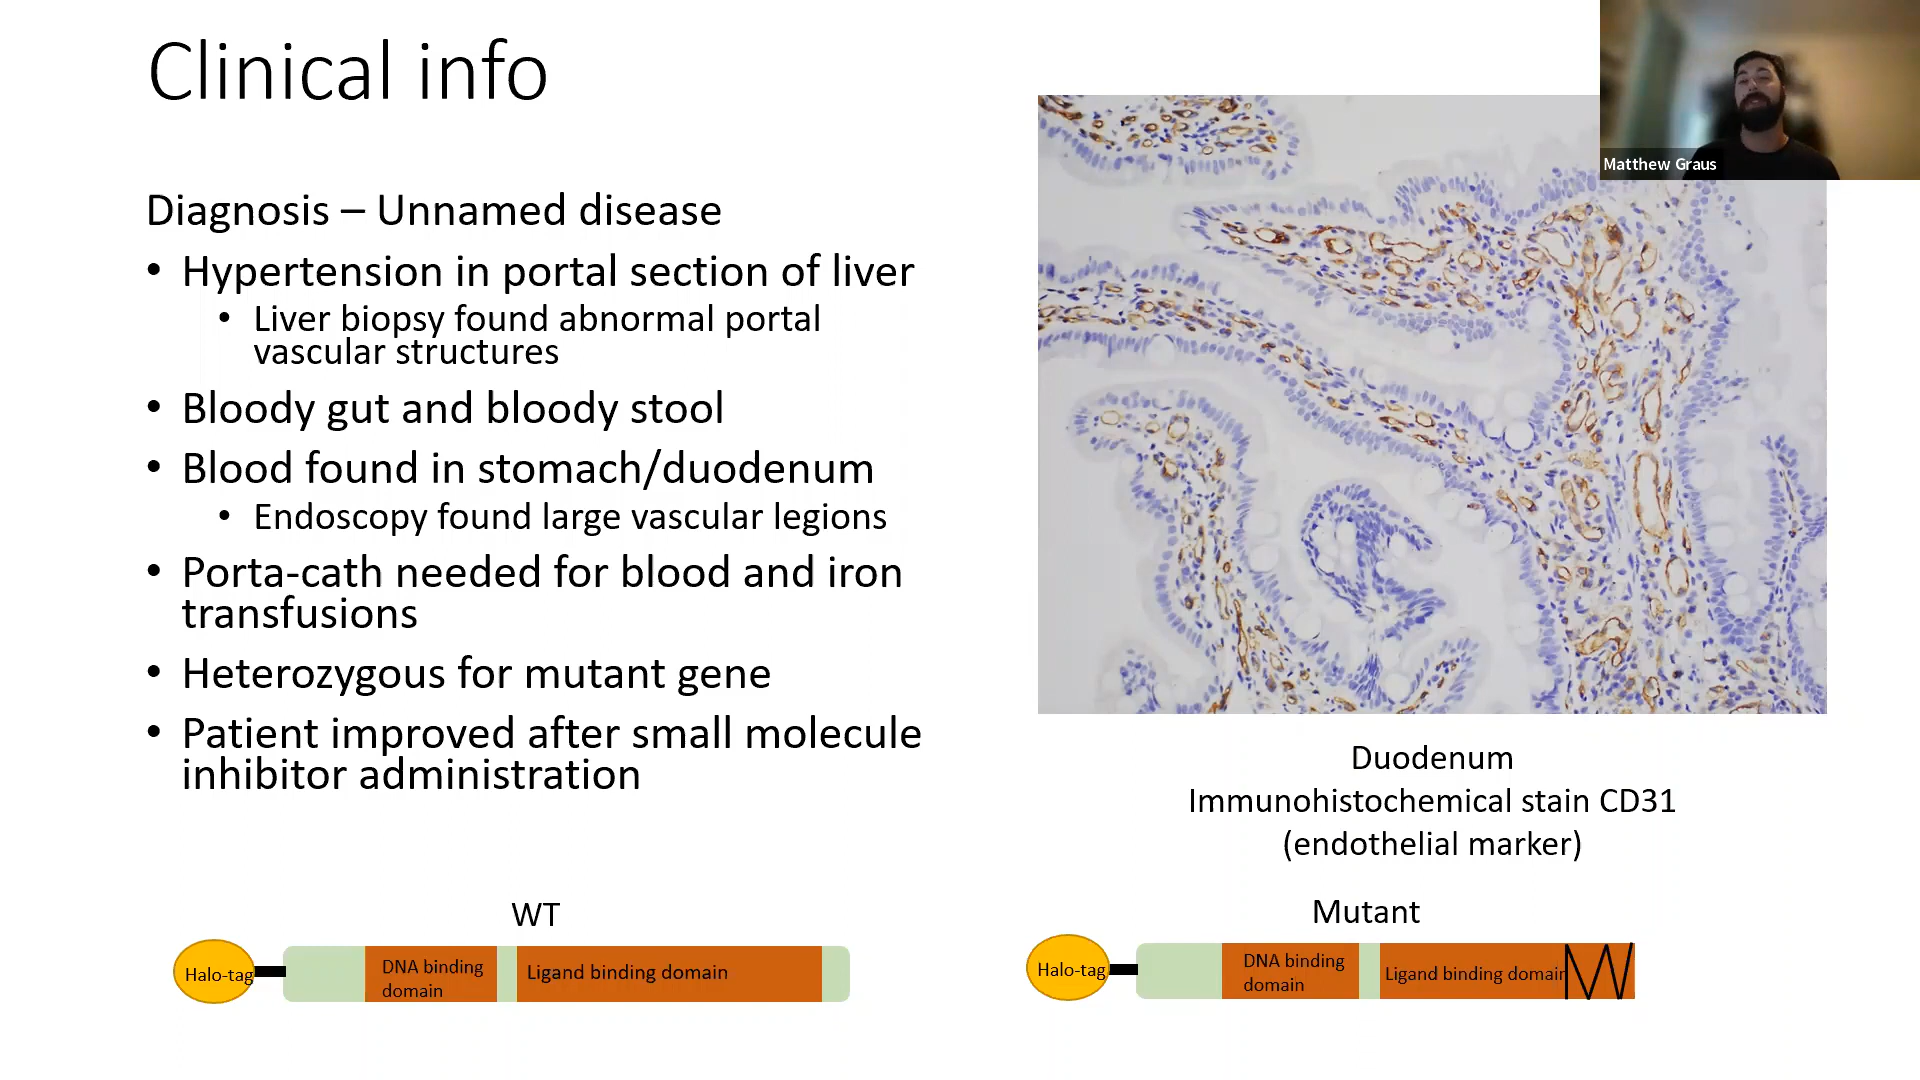 Clinical info
Matthew Graus
Diagnosis – Unnamed disease
• Hypertension in portal section of liver
• Liver biopsy found abnormal portal
vascular structures
• Bloody gut and bloody stool
• Blood found in stomach/duodenum
• Endoscopy found large vascular legions
• Porta-cath needed for blood and iron
transfusions
• Heterozygous for mutant gene
• Patient improved after small molecule
inhibitor administration
Duodenum
Immunohistochemical stain CD31
(endothelial marker)
WT
Halo-tag
DNA binding
domain
Ligand binding domain
Mutant
Halo-tag
DNA binding
domain
Ligand binding domain